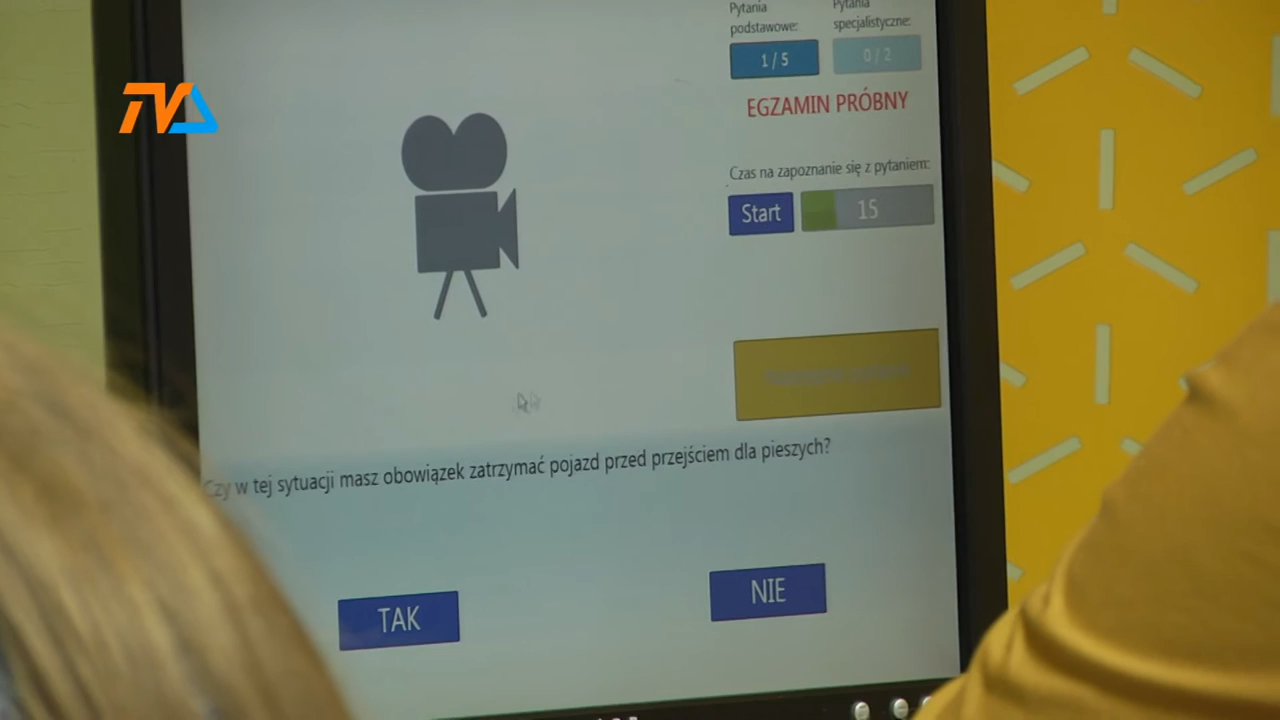 TVA
Pytania
podstawowe:
1 / 5
Pytania
specjalistyczne:
0 / 2
EGZAMIN PRÓBNY
Czas na zapoznanie się z pytaniem:
Start
15
Czy w tej sytuacji masz obowiązek zatrzymać pojazd przed przejściem dla pieszych?
TAK
NIE